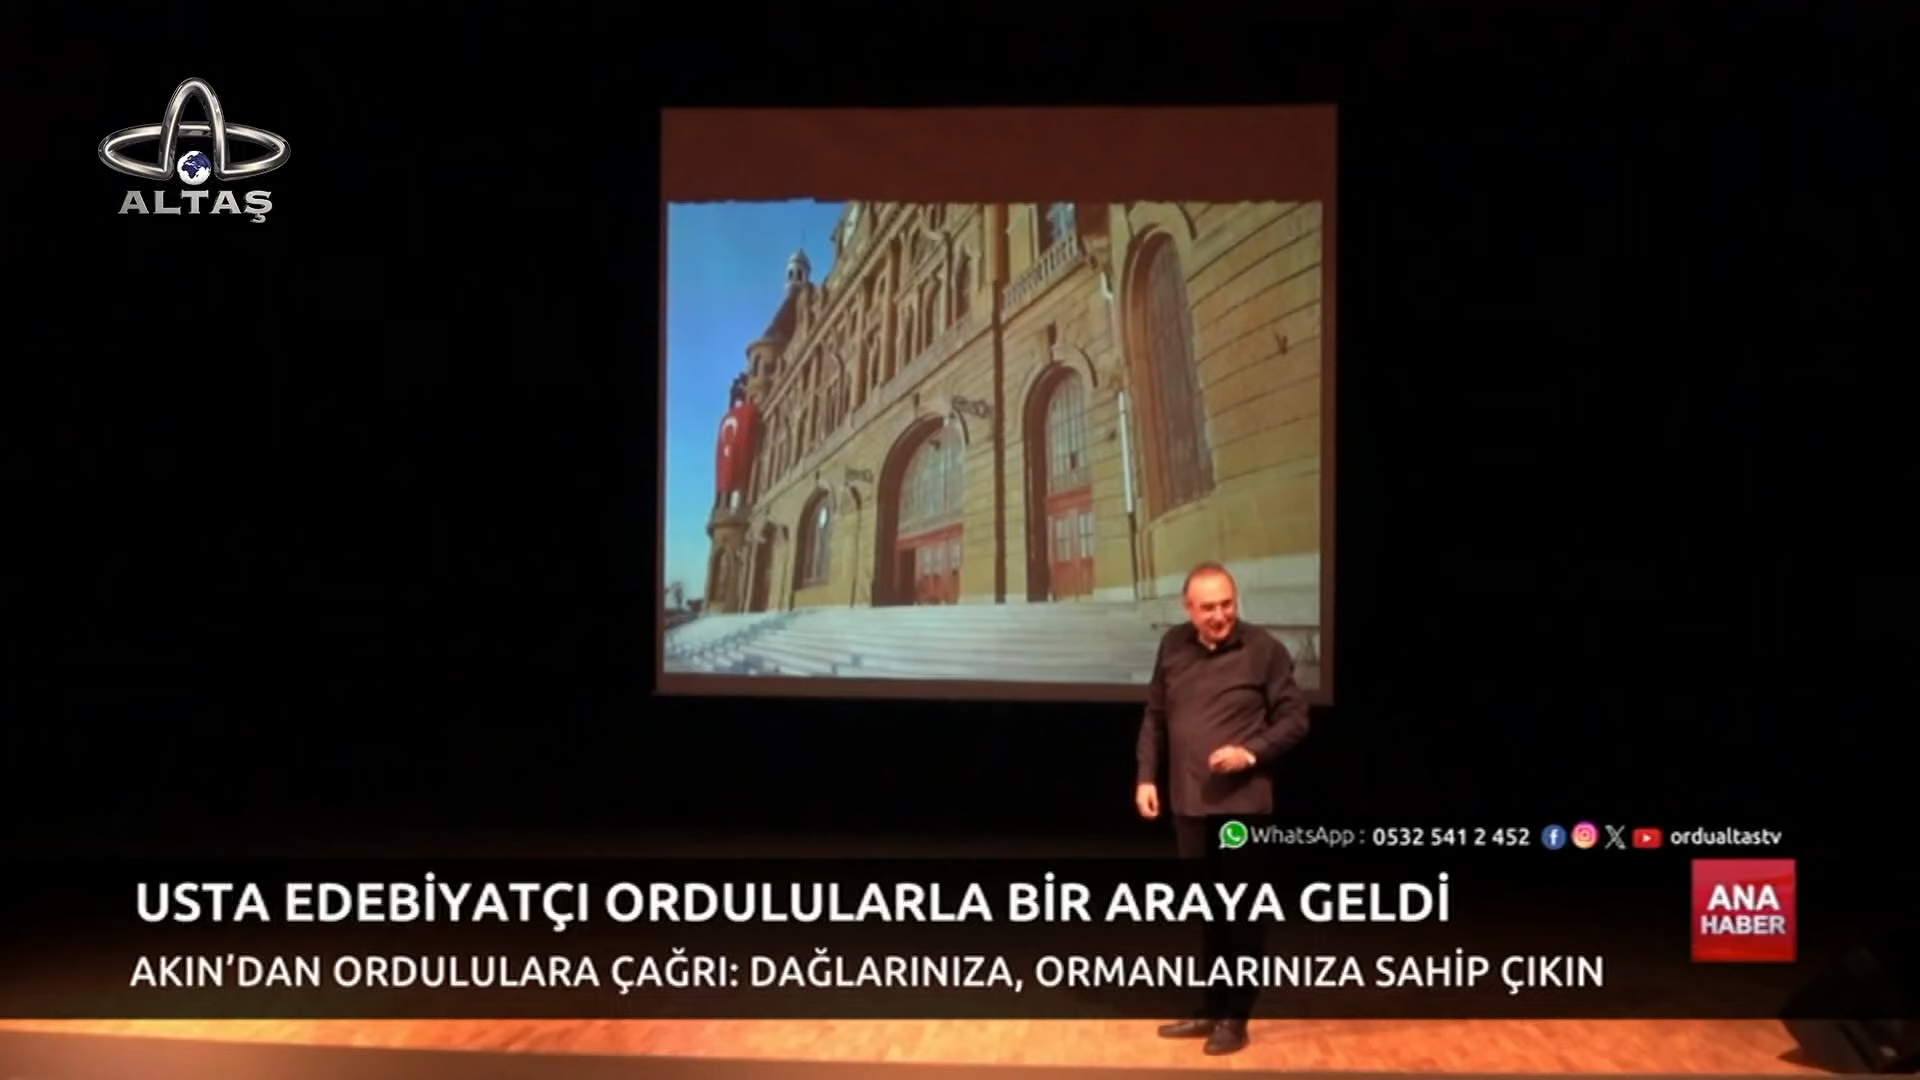 ALTAŞ
WhatsApp : 0532 541 2 452 ordualtastv
USTA EDEBİYATÇI ORDULULARLA BİR ARAYA GELDİ
ANA
HABER
AKIN’DAN ORDULULARA ÇAĞRI: DAĞLARINIZA, ORMANLARINIZA SAHİP ÇIKIN